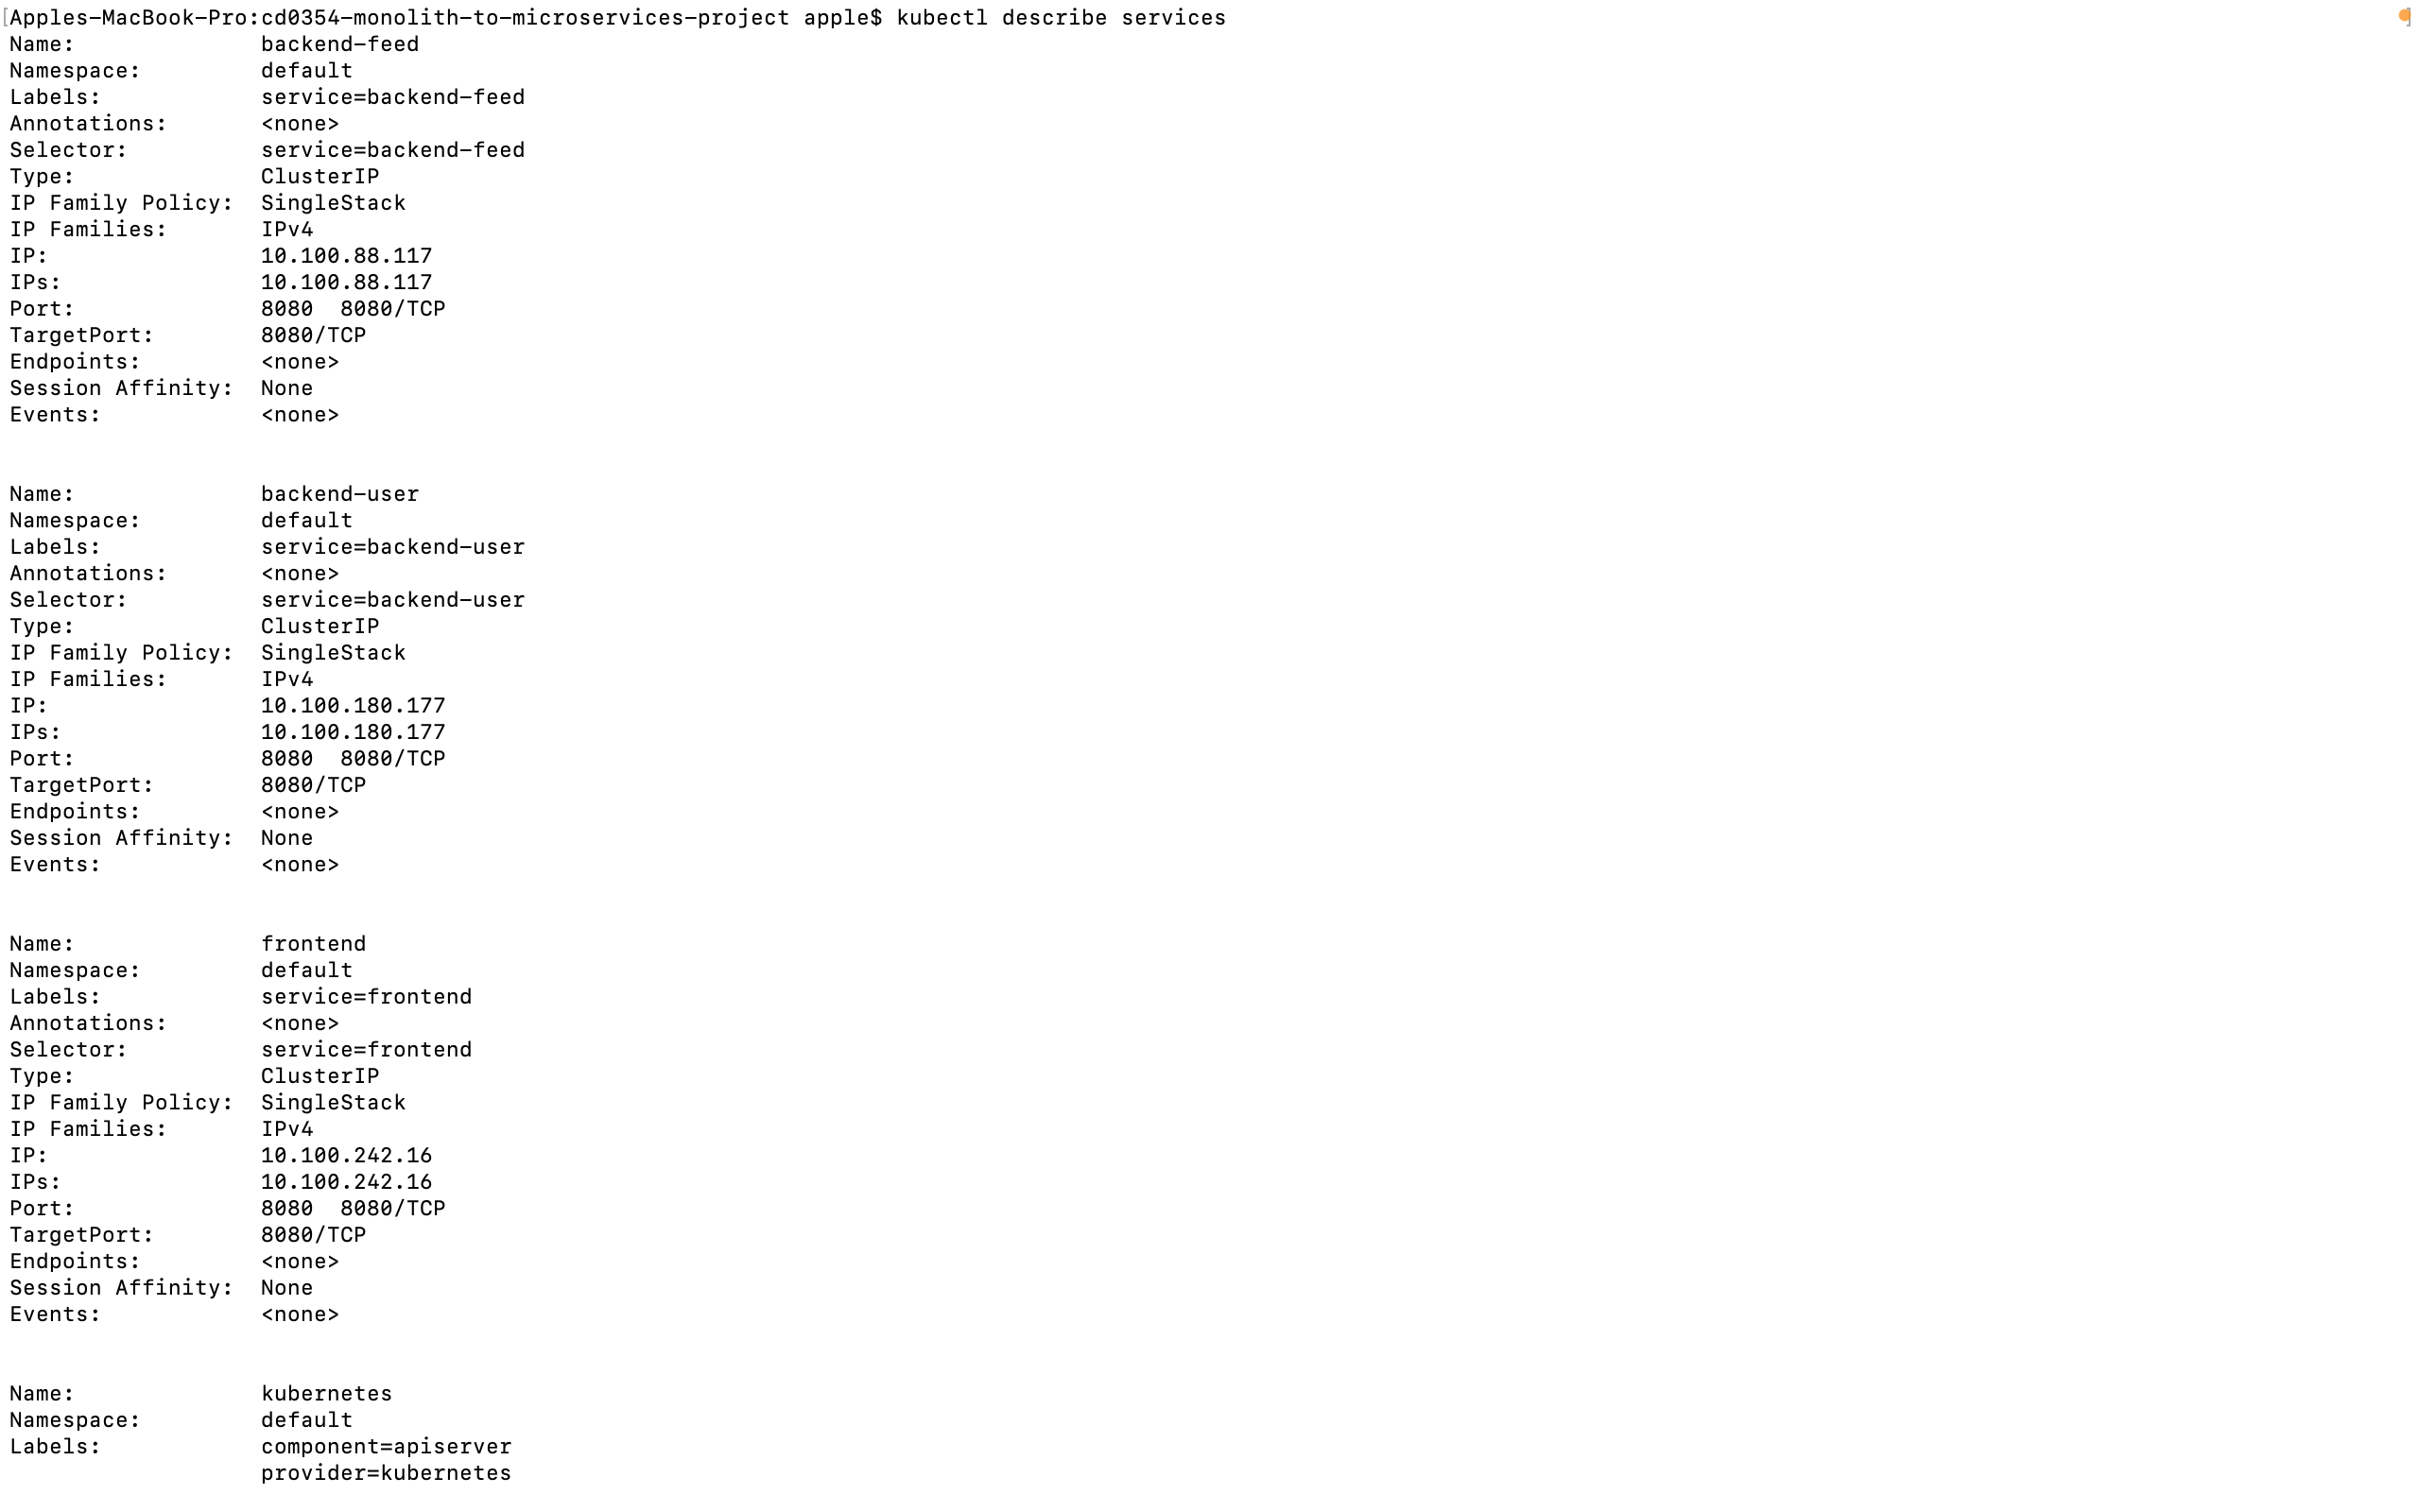 Apples-MacBook-Pro:cd0354-monolith-to-microservices-project apple$ kubectl describe services
Name:              backend-feed
Namespace:         default
Labels:            service=backend-feed
Annotations:       <none>
Selector:          service=backend-feed
Type:              ClusterIP
IP Family Policy:  SingleStack
IP Families:       IPv4
IP:                10.100.88.117
IPs:               10.100.88.117
Port:              8080  8080/TCP
TargetPort:        8080/TCP
Endpoints:         <none>
Session Affinity:  None
Events:            <none>

Name:              backend-user
Namespace:         default
Labels:            service=backend-user
Annotations:       <none>
Selector:          service=backend-user
Type:              ClusterIP
IP Family Policy:  SingleStack
IP Families:       IPv4
IP:                10.100.180.177
IPs:               10.100.180.177
Port:              8080  8080/TCP
TargetPort:        8080/TCP
Endpoints:         <none>
Session Affinity:  None
Events:            <none>

Name:              frontend
Namespace:         default
Labels:            service=frontend
Annotations:       <none>
Selector:          service=frontend
Type:              ClusterIP
IP Family Policy:  SingleStack
IP Families:       IPv4
IP:                10.100.242.16
IPs:               10.100.242.16
Port:              8080  8080/TCP
TargetPort:        8080/TCP
Endpoints:         <none>
Session Affinity:  None
Events:            <none>

Name:              kubernetes
Namespace:         default
Labels:            component=apiserver
                   provider=kubernetes